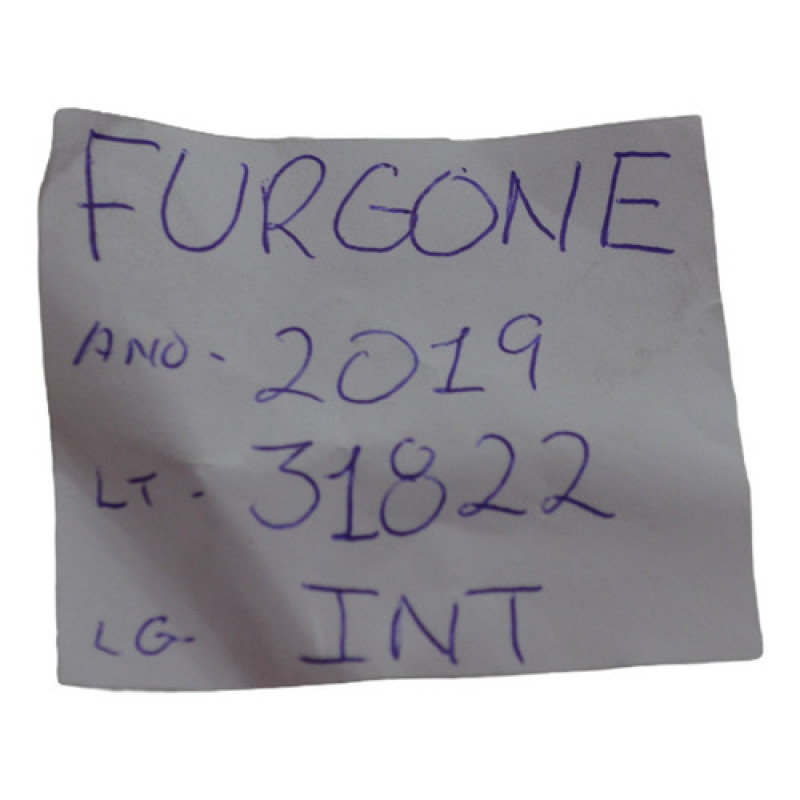 FURGONE
ANO - 2019
LT - 31822
LG- INT